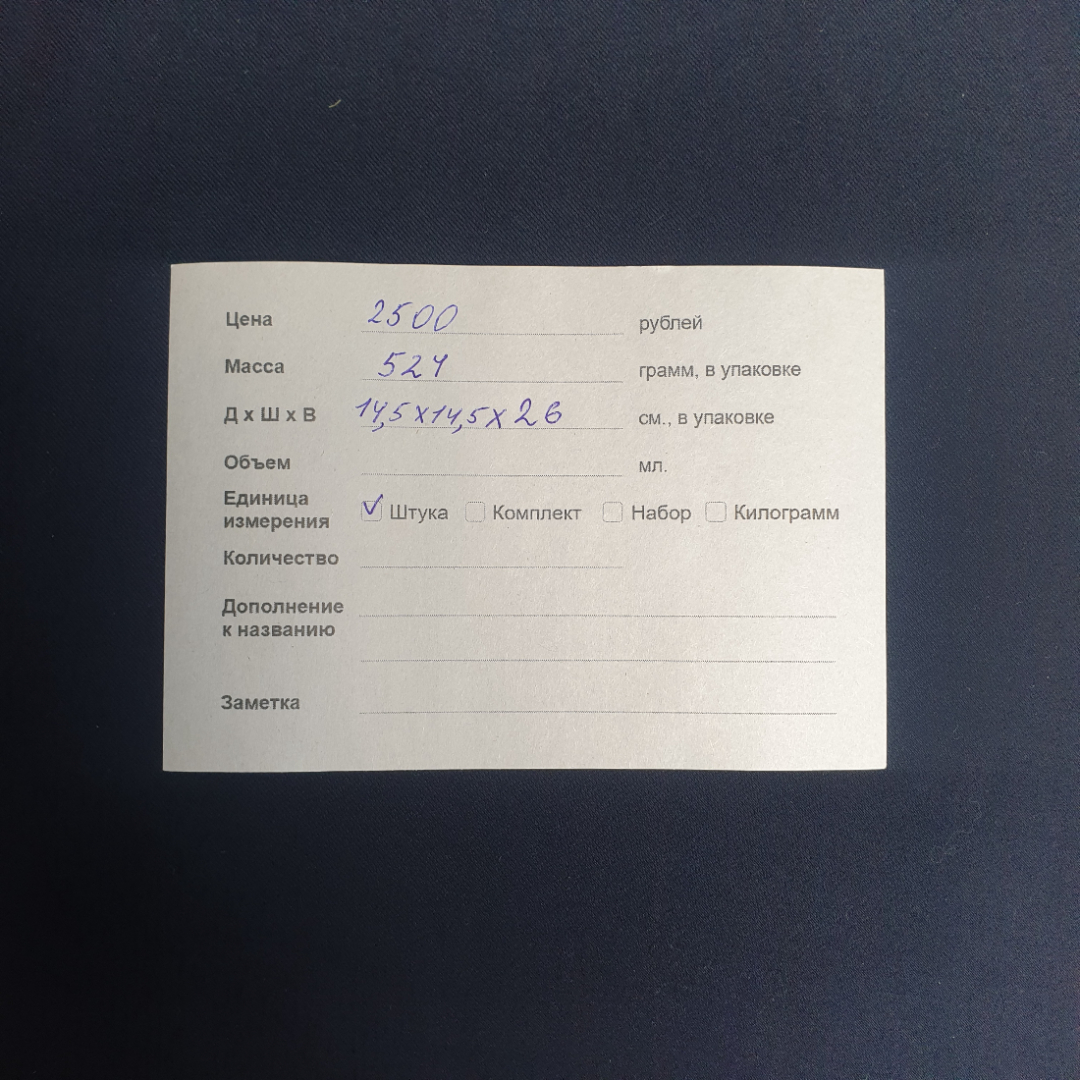 Цена 2500 рублей
Масса 524 грамм, в упаковке
Д х Ш х В 14,5х14,5х26 см., в упаковке
Объем мл.
Единица
измерения ✓ Штука Комплект Набор Килограмм
Количество
Дополнение
к названию
Заметка